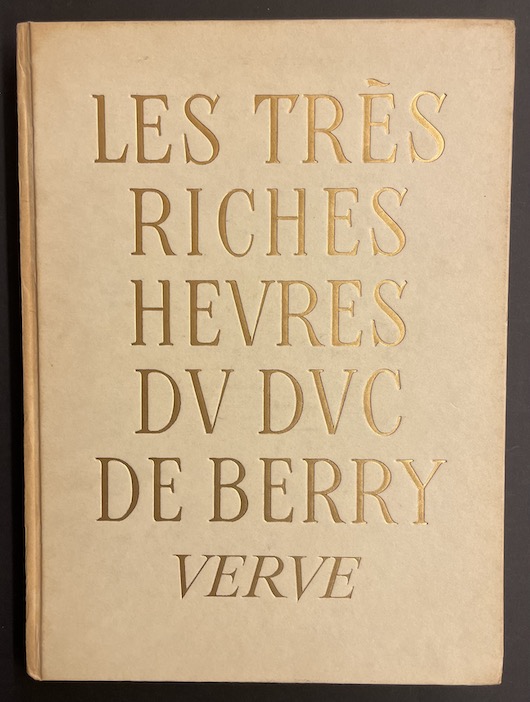 LES TRÈS
RICHES
HEVRES
DV DVC
DE BERRY
VERVE